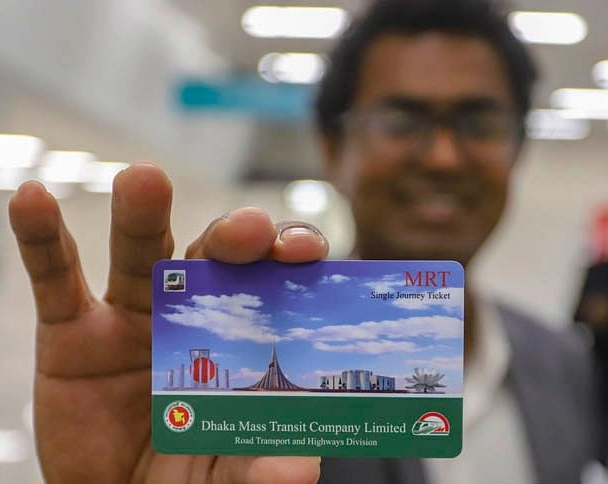 MRT
Single Journey Ticket
Dhaka Mass Transit Company Limited
Road Transport and Highways Division